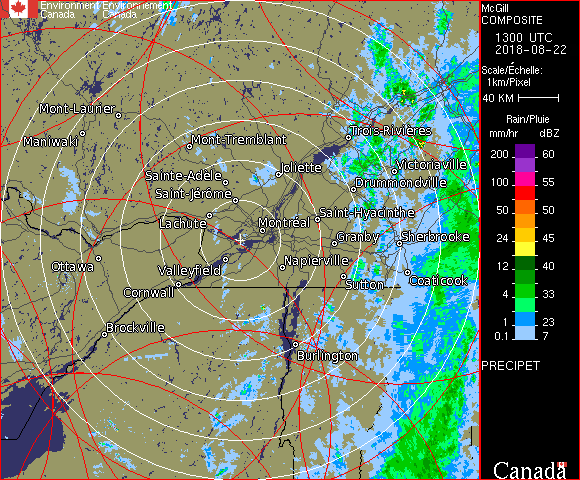 Environment Environnement
Canada Canada
Mont-Laurier
Maniwaki
Mont-Tremblant
Trois-Rivières
Sainte-Adèle
Joliette
Victoriaville
Saint-Jérôme
Drummondville
Lachute
Montréal
Saint-Hyacinthe
Granby
Sherbrooke
Ottawa
Valleyfield
Napierville
Cornwall
Sutton
Coaticook
Brockville
Burlington
McGill
COMPOSITE
1300 UTC
2018-08-22
Scale/Échelle:
1km/Pixel
40 KM
Rain/Pluie
mm/hr dBZ
200 60
100 55
50 50
24 45
12 40
4 33
1 23
0.1 7
PRECIPET
Canada